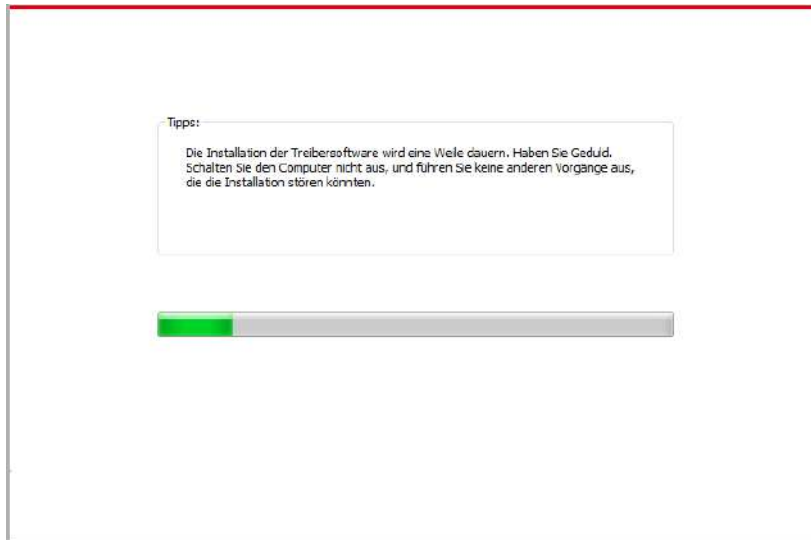 Tipps:
Die Installation der Treibersoftware wird eine Weile dauern. Haben Sie Geduld.
Schalten Sie den Computer nicht aus, und führen Sie keine anderen Vorgänge aus,
die die Installation stören könnten.